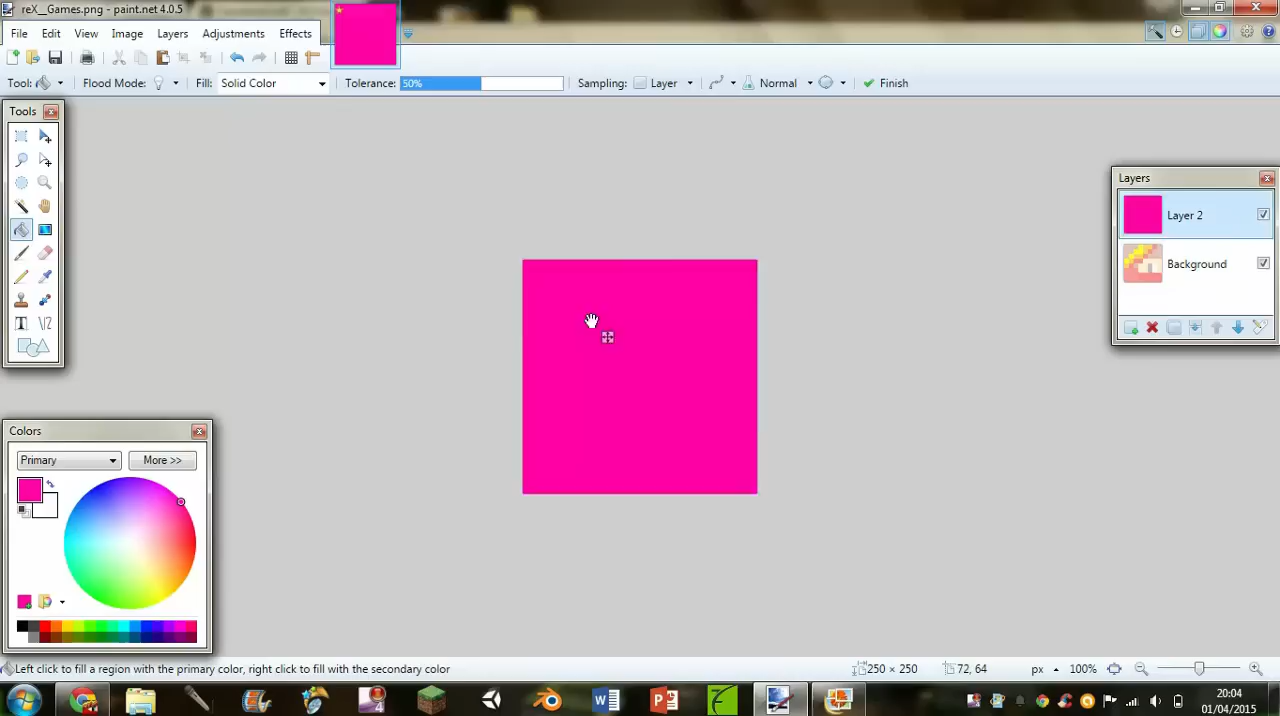 reX__Games.png - paint.net 4.0.5
File Edit View Image Layers Adjustments Effects
Tool: Flood Mode: Fill: Solid Color Tolerance: 50% Sampling: Layer Normal Finish
Tools
Layers
Layer 2
Background
Colors
Primary More >>
Left click to fill a region with the primary color, right click to fill with the secondary color 250 × 250 72, 64 px 100%
20:04
01/04/2015